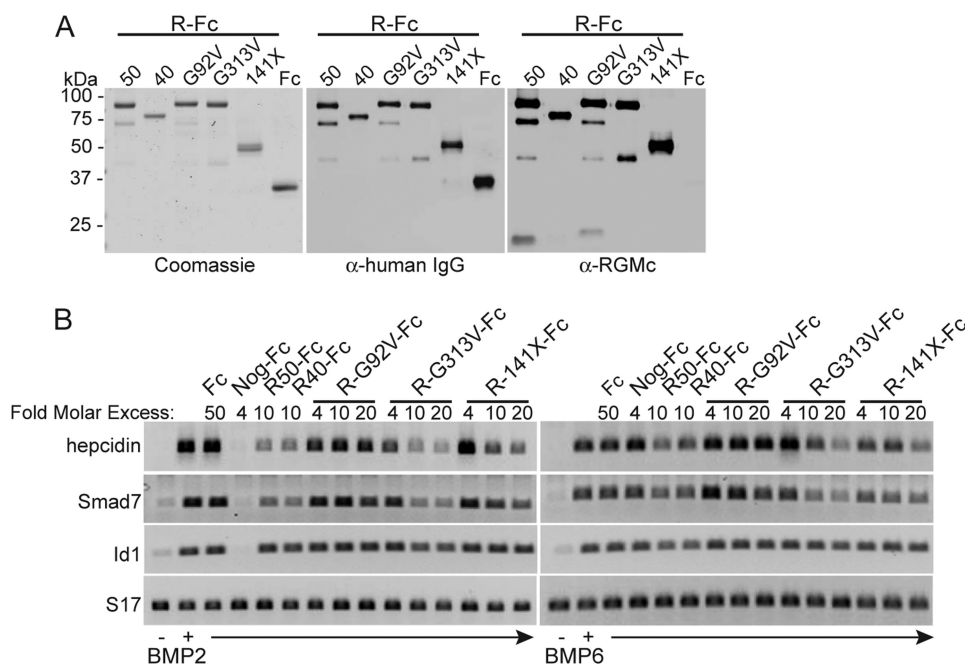 A
R-Fc R-Fc R-Fc
kDa 50 40 G92V G313V 141X Fc 50 40 G92V G313V 141X Fc 50 40 G92V G313V 141X Fc
100 -
75 -
50 -
37 -
25 -
Coomassie α-human IgG α-RGMc
B
Fc Nog-Fc R50-Fc R40-Fc R-G92V-Fc R-G313V-Fc R-141X-Fc Fc Nog-Fc R50-Fc R40-Fc R-G92V-Fc R-G313V-Fc R-141X-Fc
Fold Molar Excess: 50 4 10 10 4 10 20 4 10 20 4 10 20 50 4 10 10 4 10 20 4 10 20 4 10 20
hepcidin
Smad7
Id1
S17
- + - +
BMP2 BMP6